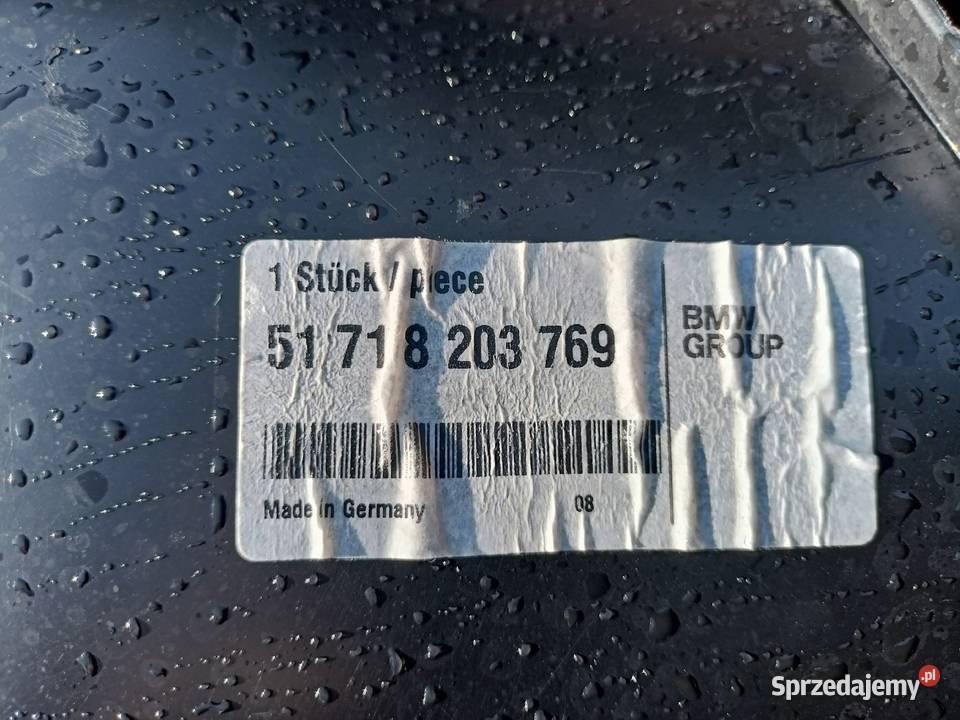 1 Stück / piece
51 71 8 203 769
BMW
GROUP
Made in Germany 08
Sprzedajemy.pl